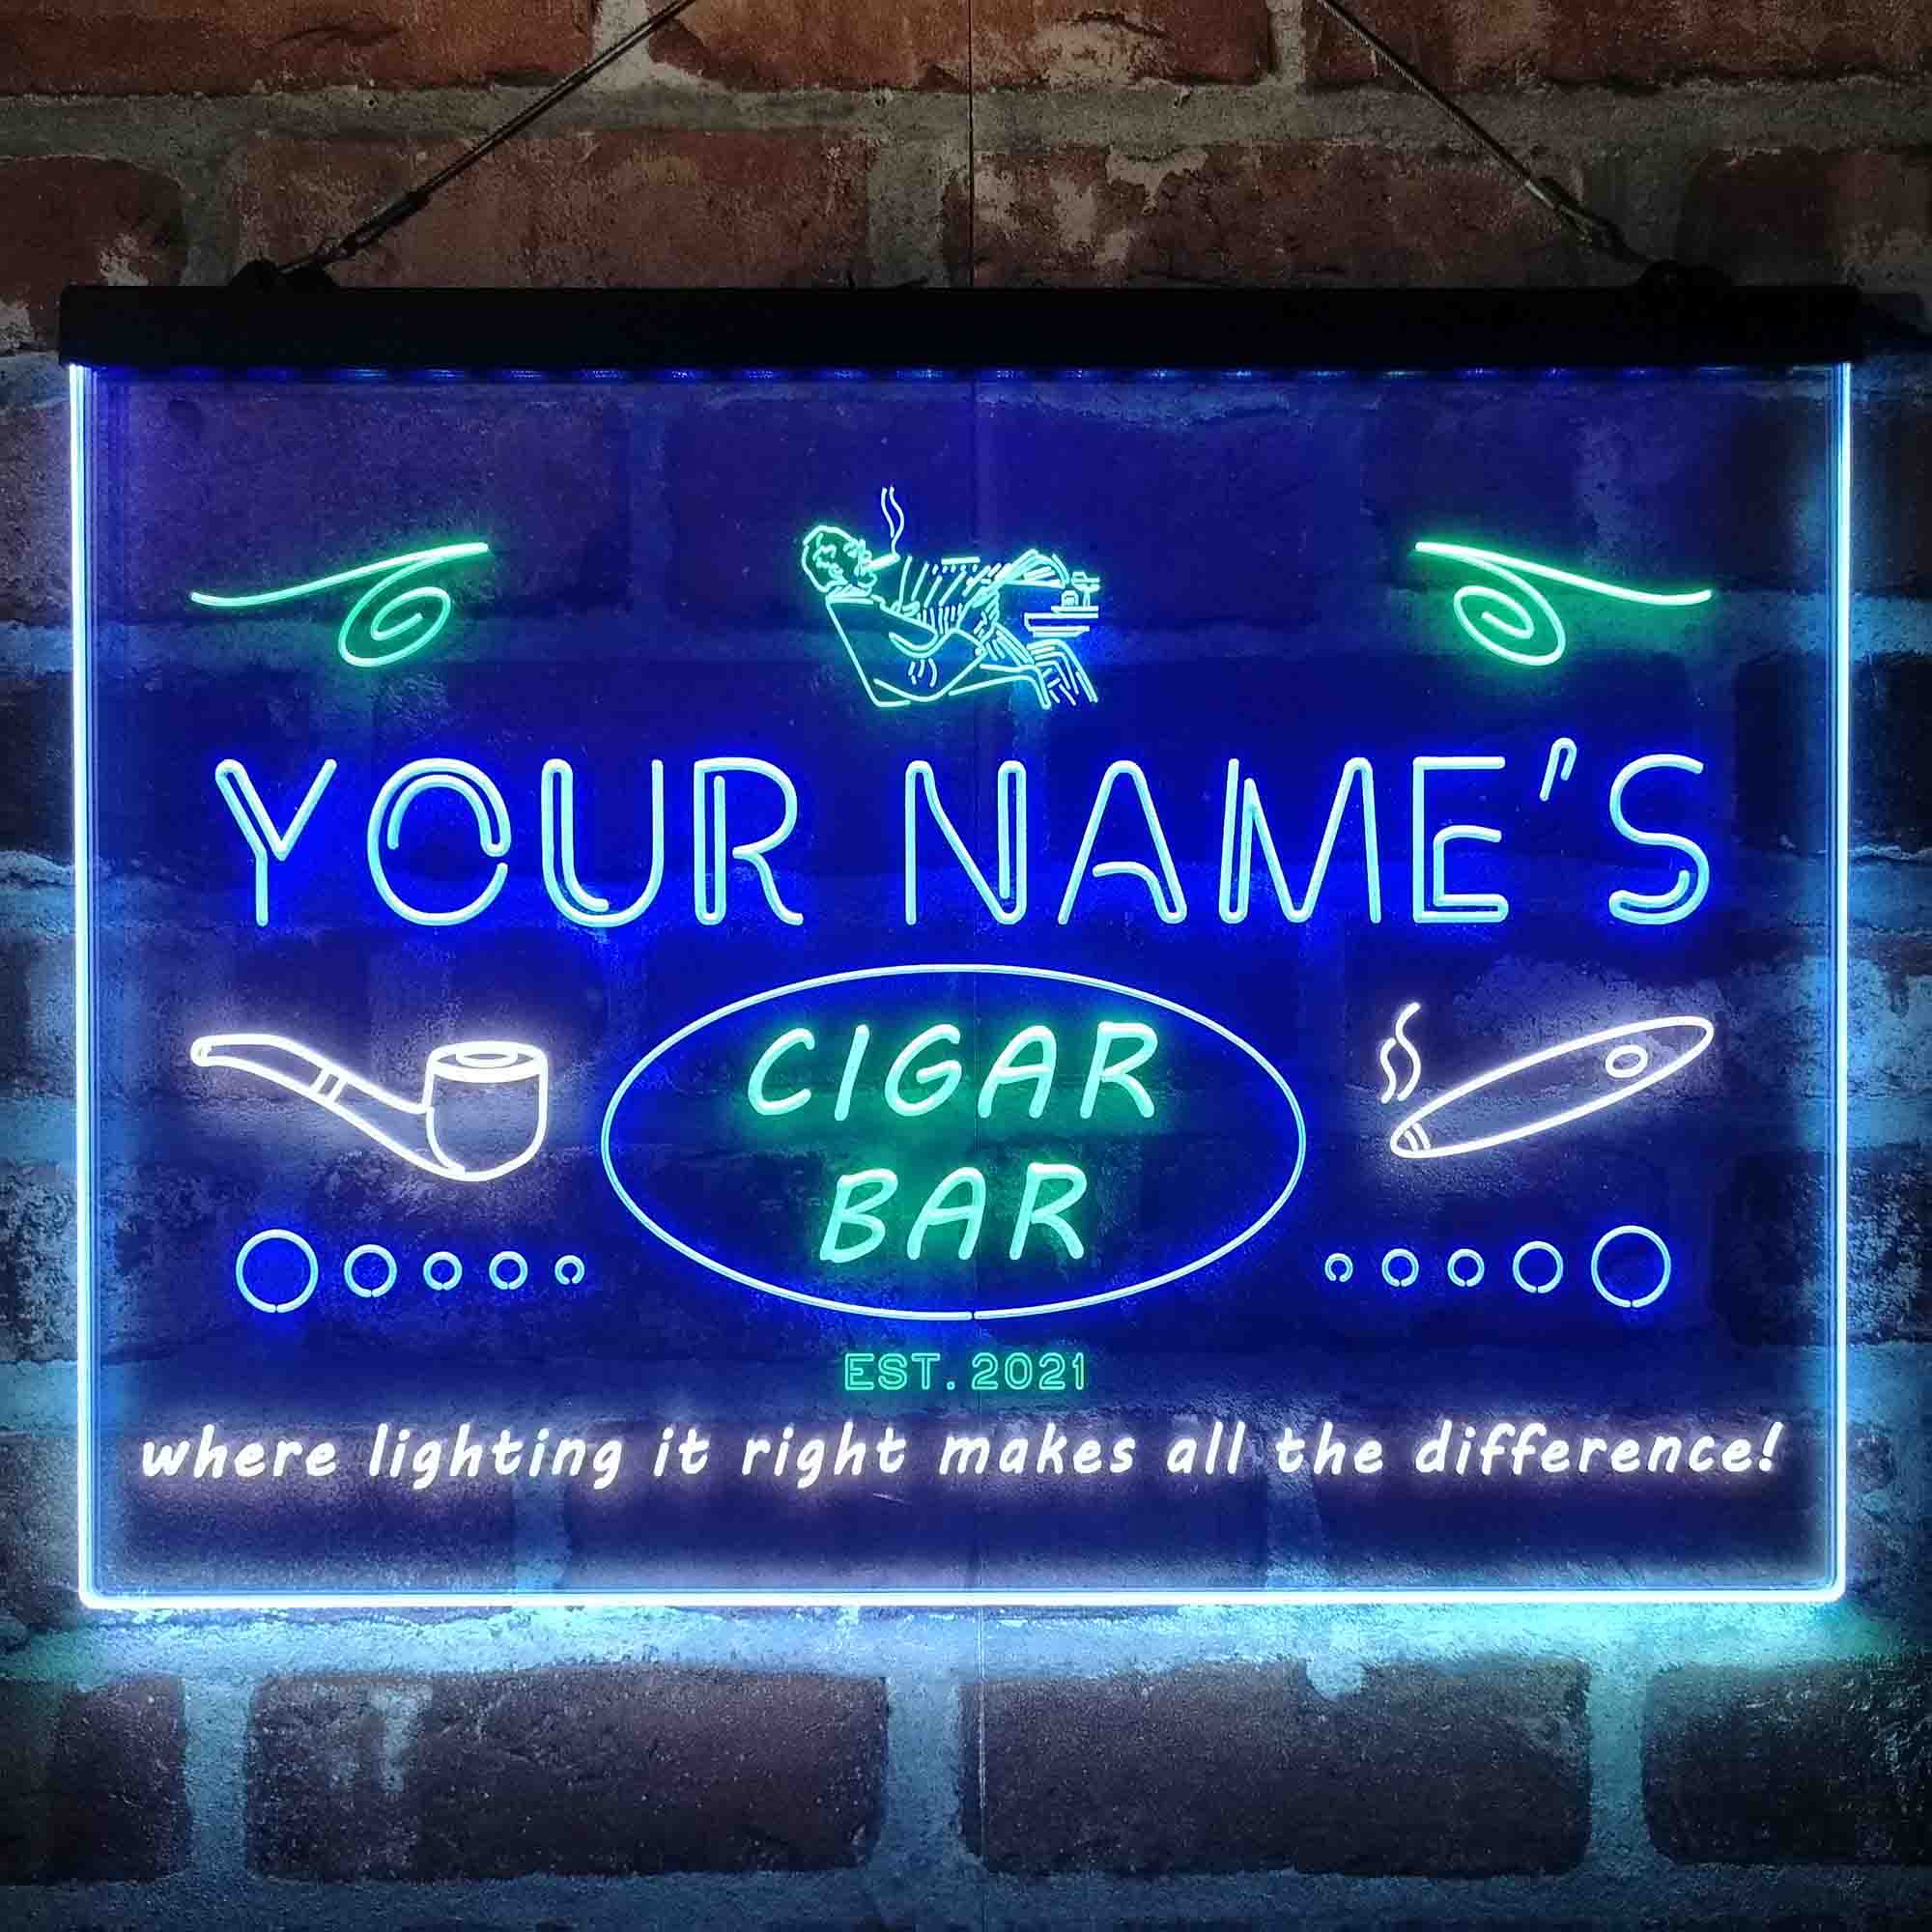 YOUR NAME'S
CIGAR
BAR
EST. 2021
where lighting it right makes all the difference!